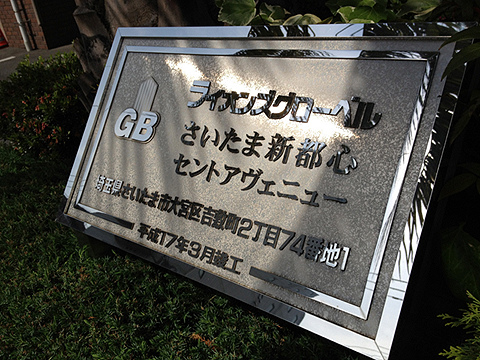 ライオンズグローベル
GB
さいたま新都心
セントアヴェニュー
埼玉県さいたま市大宮区吉敷町2丁目74番地1
平成17年3月竣工